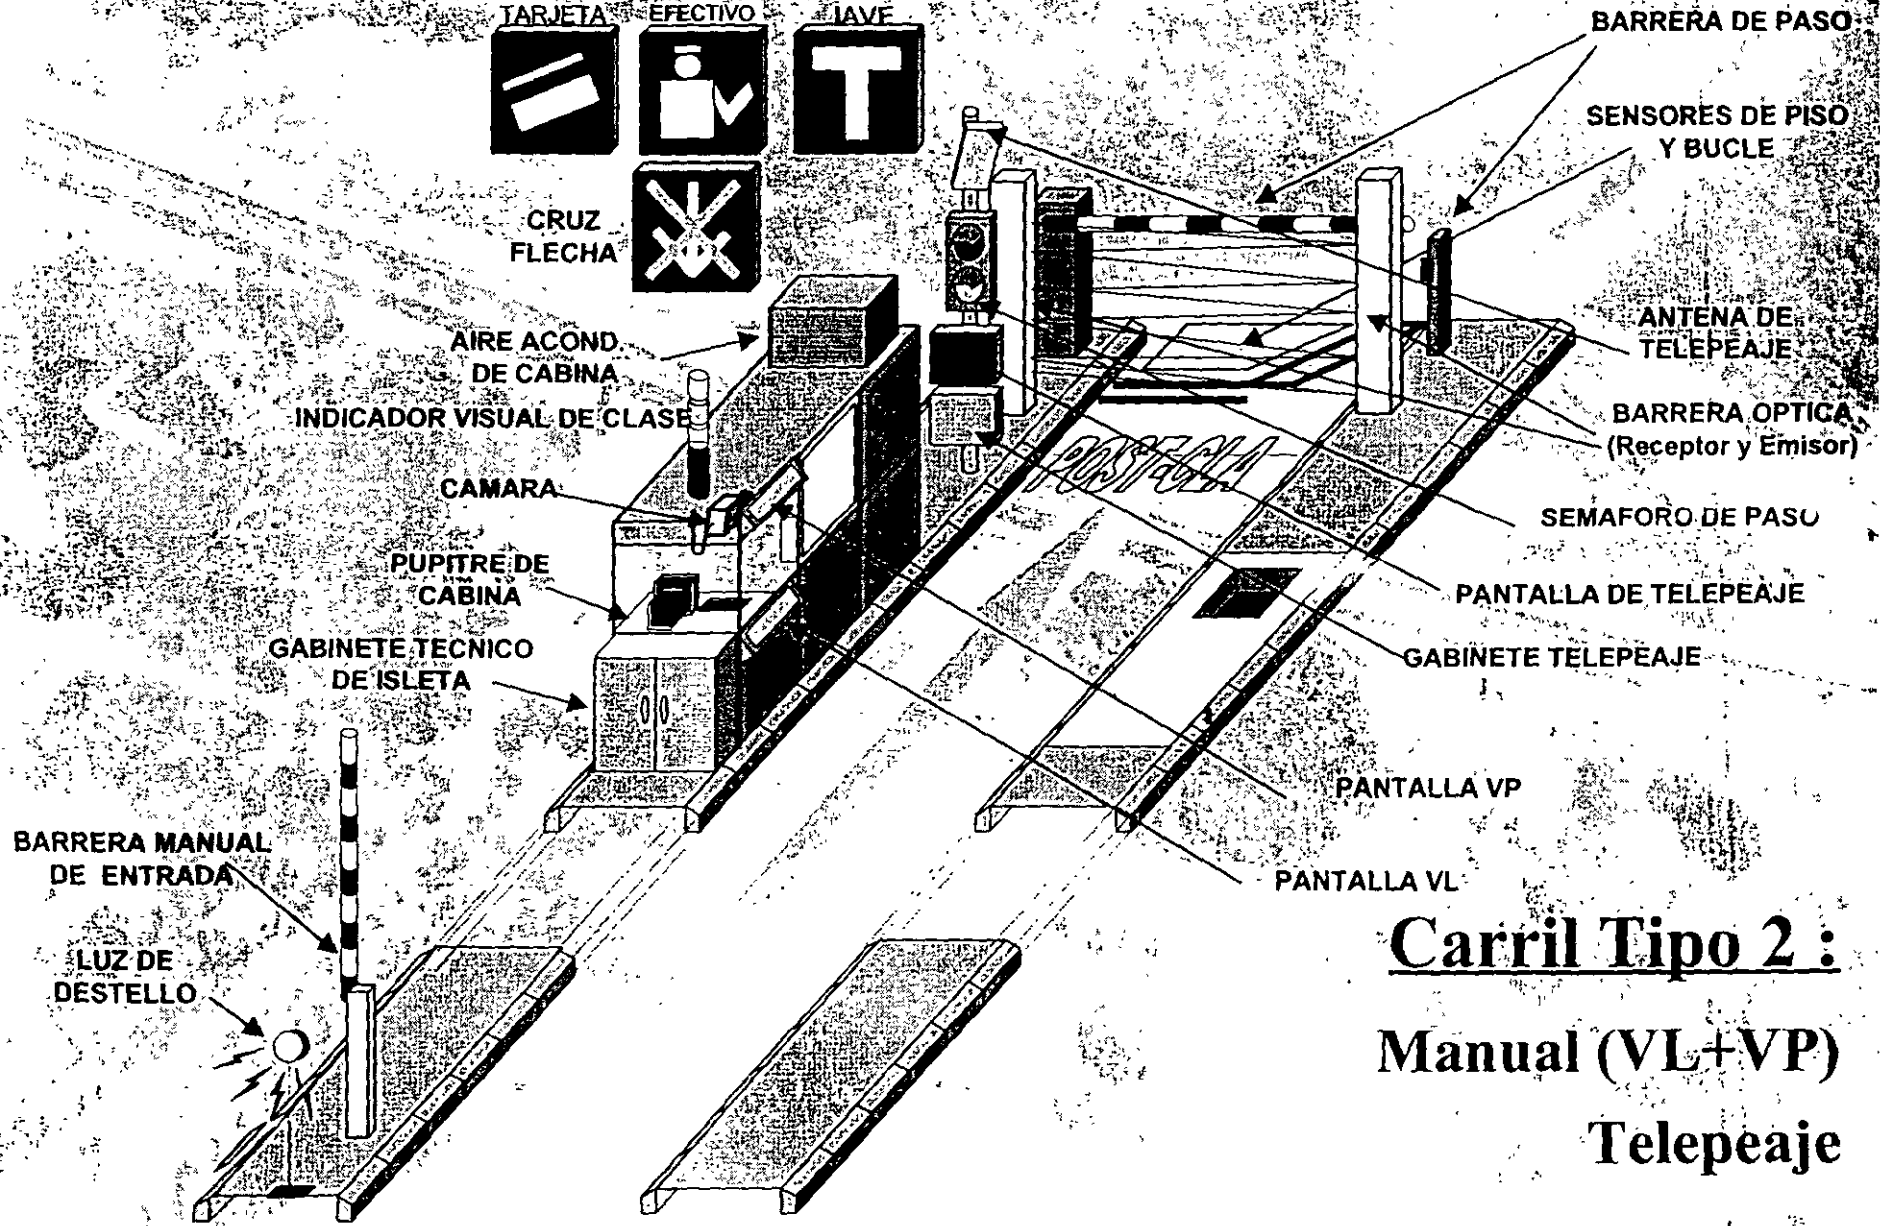 TARJETA EFECTIVO IAVE
BARRERA DE PASO
SENSORES DE PISO
Y BUCLE
CRUZ
FLECHA
ANTENA DE
TELEPEAJE
AIRE ACOND.
DE CABINA
INDICADOR VISUAL DE CLASE
BARRERA OPTICA
(Receptor y Emisor)
POSTECLA
CAMARA
SEMAFORO DE PASO
PUPITRE DE
CABINA
PANTALLA DE TELEPEAJE
GABINETE TECNICO
DE ISLETA
GABINETE TELEPEAJE
PANTALLA VP
BARRERA MANUAL
DE ENTRADA
PANTALLA VL
LUZ DE
DESTELLO
Carril Tipo 2 :
Manual (VL+VP)
Telepeaje